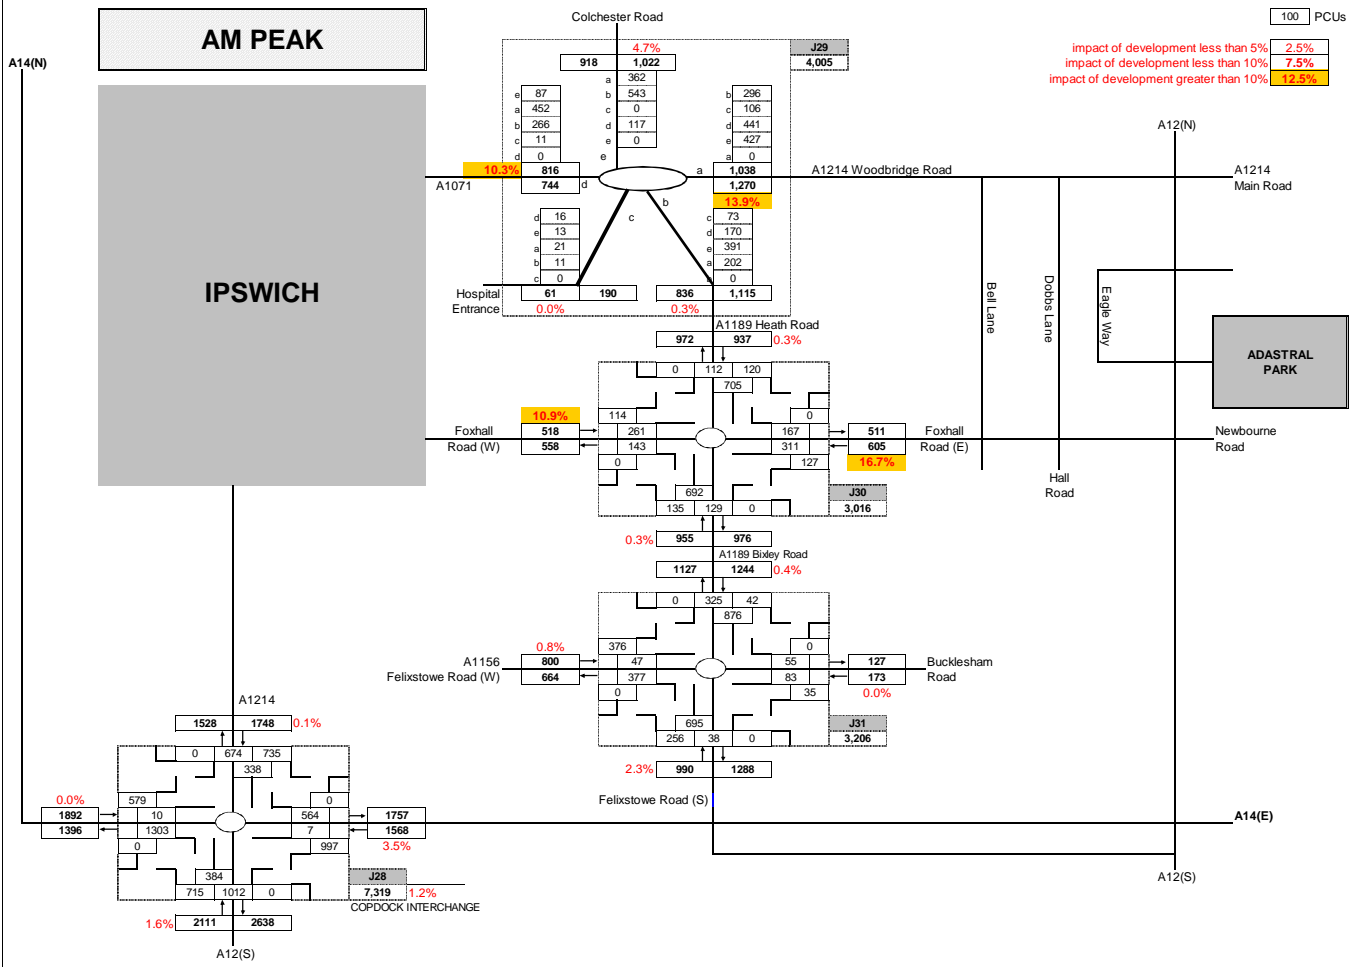 Colchester Road
100 PCUs
AM PEAK
4.7%
J29
918 1,022
4,005
impact of development less than 5% 2.5%
impact of development less than 10% 7.5%
impact of development greater than 10% 12.5%
A14(N)
a 362
e 87
b 543
b 296
a 452
c 0
c 106
b 266
d 117
d 441
c 11
e 0
e 427
d 0
e
a 0
A12(N)
10.3% 816
a 1,038
A1214 Woodbridge Road
A1214
Main Road
A1071
744 d
1,270
13.9%
b
c
d 16
c 73
e 13
d 170
a 21
e 391
b 11
a 202
c 0
0
IPSWICH
Hospital
Entrance
61 190
836 1,115
0.0%
0.3%
Bell Lane
Dobbs Lane
Eagle Way
ADASTRAL
PARK
A1189 Heath Road
972 937 0.3%
0 112 120
705
10.9%
114
0
Foxhall
Road (W)
518
261
167
511
Foxhall
Road (E)
Newbourne
Road
558
143
311
605
0
127
16.7%
Hall
Road
692
J30
135 129 0
3,016
0.3% 955 976
A1189 Bixley Road
1127 1244 0.4%
0 325 42
876
0.8%
376
0
A1156
Felixstowe Road (W)
800
47
55
127
Bucklesham
Road
664
377
83
173
0
35
0.0%
695
J31
256 38 0
3,206
2.3% 990 1288
Felixstowe Road (S)
A1214
1528 1748 0.1%
0 674 735
338
0.0%
579
0
1892
10
564
1757
A14(E)
1396
1303
7
1568
0
997
3.5%
384
J28
715 1012 0
7,319 1.2%
COPDOCK INTERCHANGE
1.6% 2111 2638
A12(S)
A12(S)